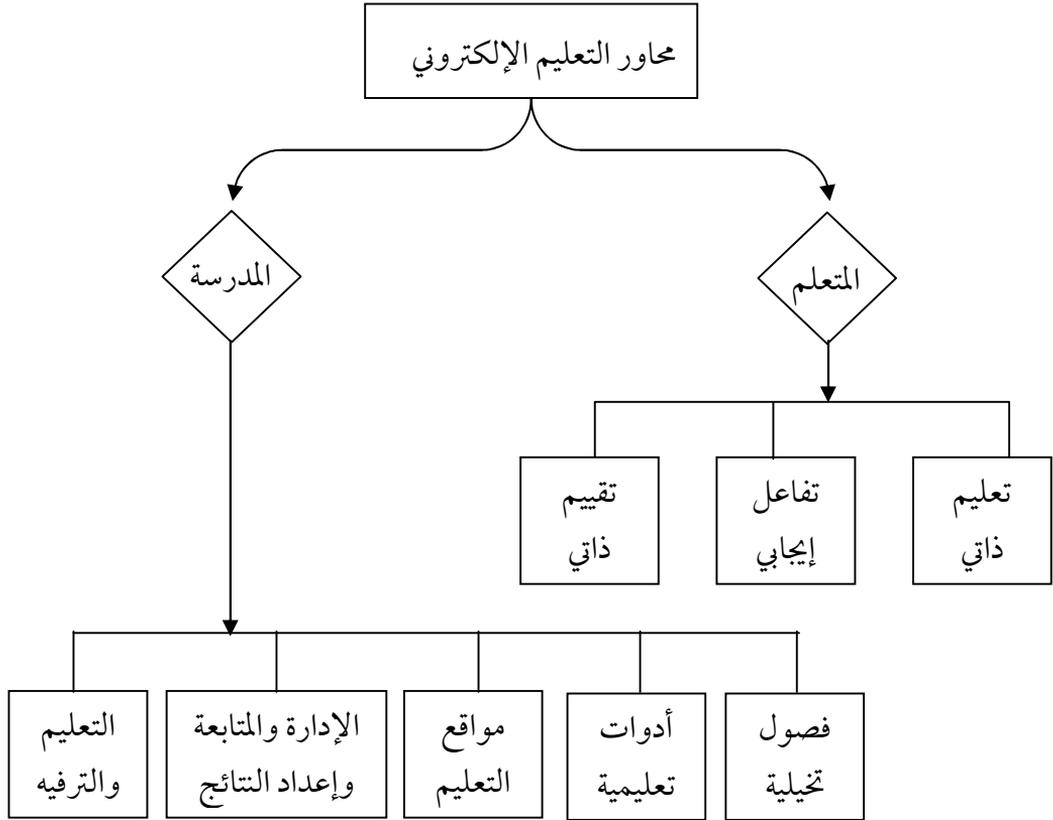 محاور التعليم الإلكتروني
المتعلم
المدرسة
تعليم
ذاتي
تفاعل
إيجابي
تقييم
ذاتي
فصول
تخيلية
أدوات
تعليمية
مواقع
التعليم
الإدارة والمتابعة
وإعداد النتائج
التعليم
والترفيه